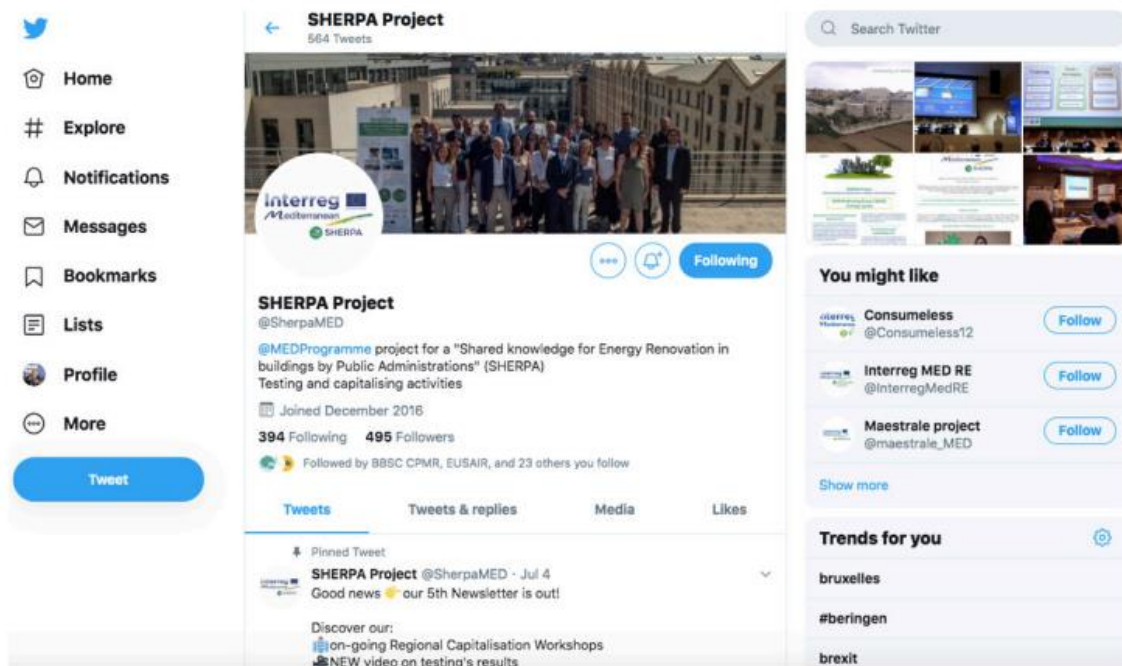 Home
Explore
Notifications
Messages
Bookmarks
Lists
Profile
More
Tweet
SHERPA Project
564 Tweets
Interreg
Mediterranean
SHERPA
Following
SHERPA Project
@SherpaMED
@MEDProgramme project for a "Shared knowledge for Energy Renovation in
buildings by Public Administrations" (SHERPA)
Testing and capitalising activities
Joined December 2016
394 Following 495 Followers
Followed by BBSC CPMR, EUSAIR, and 23 others you follow
Tweets Tweets & replies Media Likes
Pinned Tweet
SHERPA Project @SherpaMED · Jul 4
Good news 👉 our 5th Newsletter is out!
Discover our:
on-going Regional Capitalisation Workshops
NEW video on testing's results
Search Twitter
You might like
Consumeless
@Consumeless12
Follow
Interreg MED RE
@InterregMedRE
Follow
Maestrale project
@maestrale_MED
Follow
Show more
Trends for you
bruxelles
#beringen
brexit